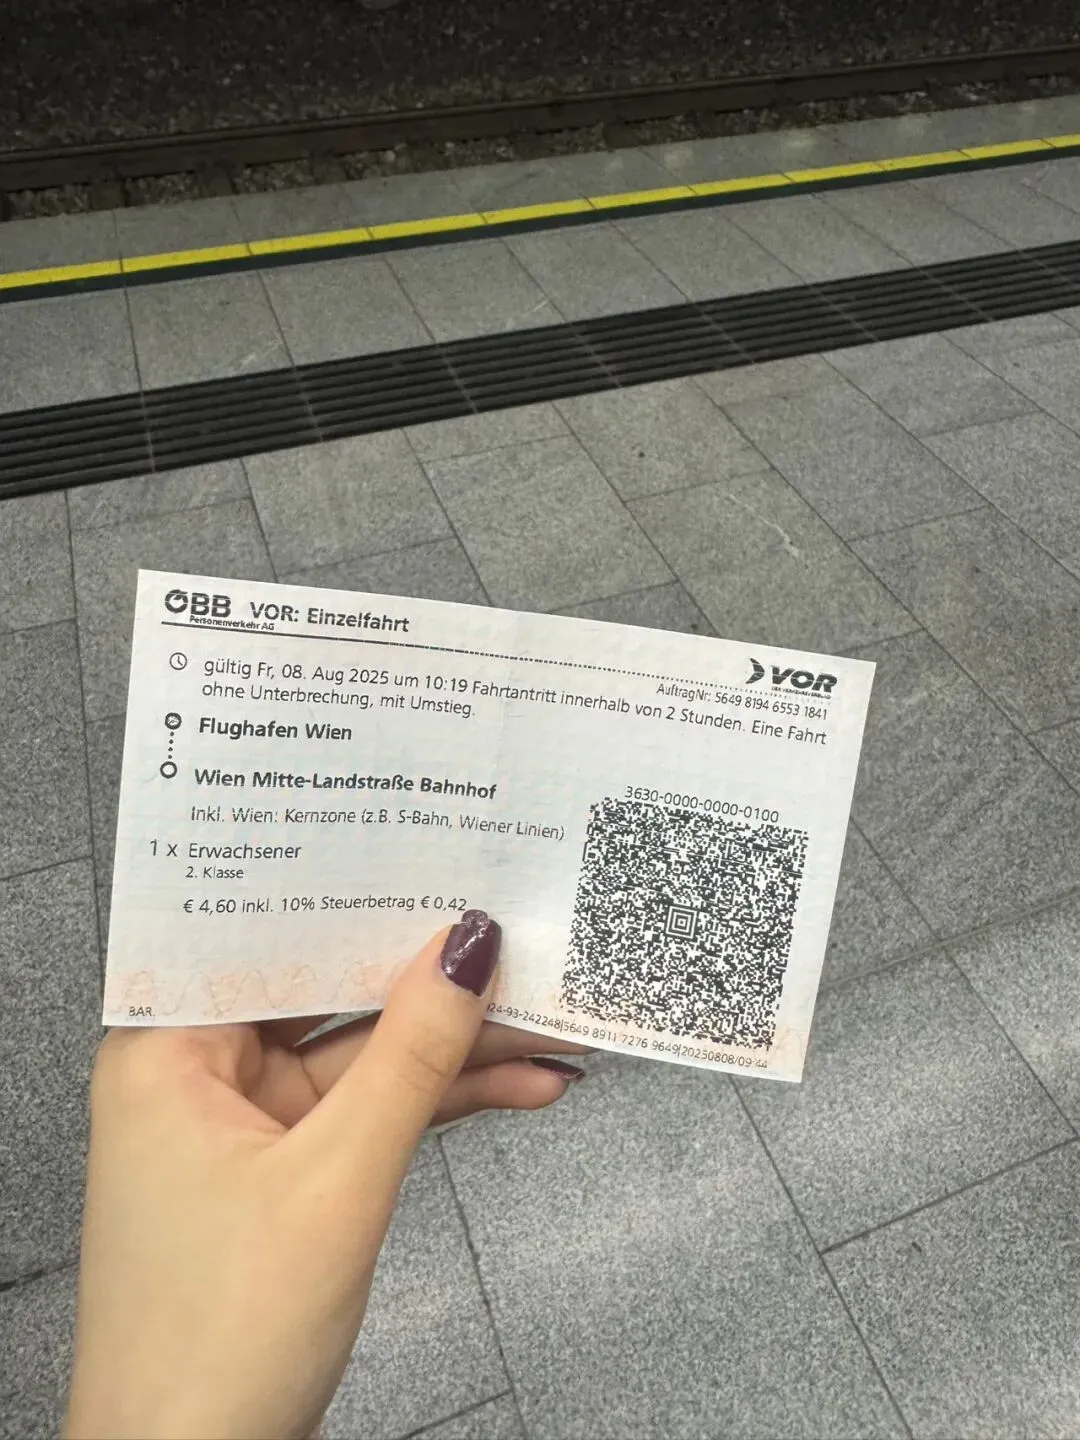 ÖBB VOR: Einzelfahrt
Personenverkehr AG
VOR
AuftragNr: 5649 8194 6553 1841
gültig Fr, 08. Aug 2025 um 10:19 Fahrtantritt innerhalb von 2 Stunden. Eine Fahrt
ohne Unterbrechung, mit Umstieg.
Flughafen Wien
Wien Mitte-Landstraße Bahnhof
Inkl. Wien: Kernzone (z.B. S-Bahn, Wiener Linien)
3630-0000-0000-0100
1 x Erwachsener
2. Klasse
€ 4,60 inkl. 10% Steuerbetrag € 0,42
BAR.
24-93-242248|5649 8911 7276 9649|20250808/09:44